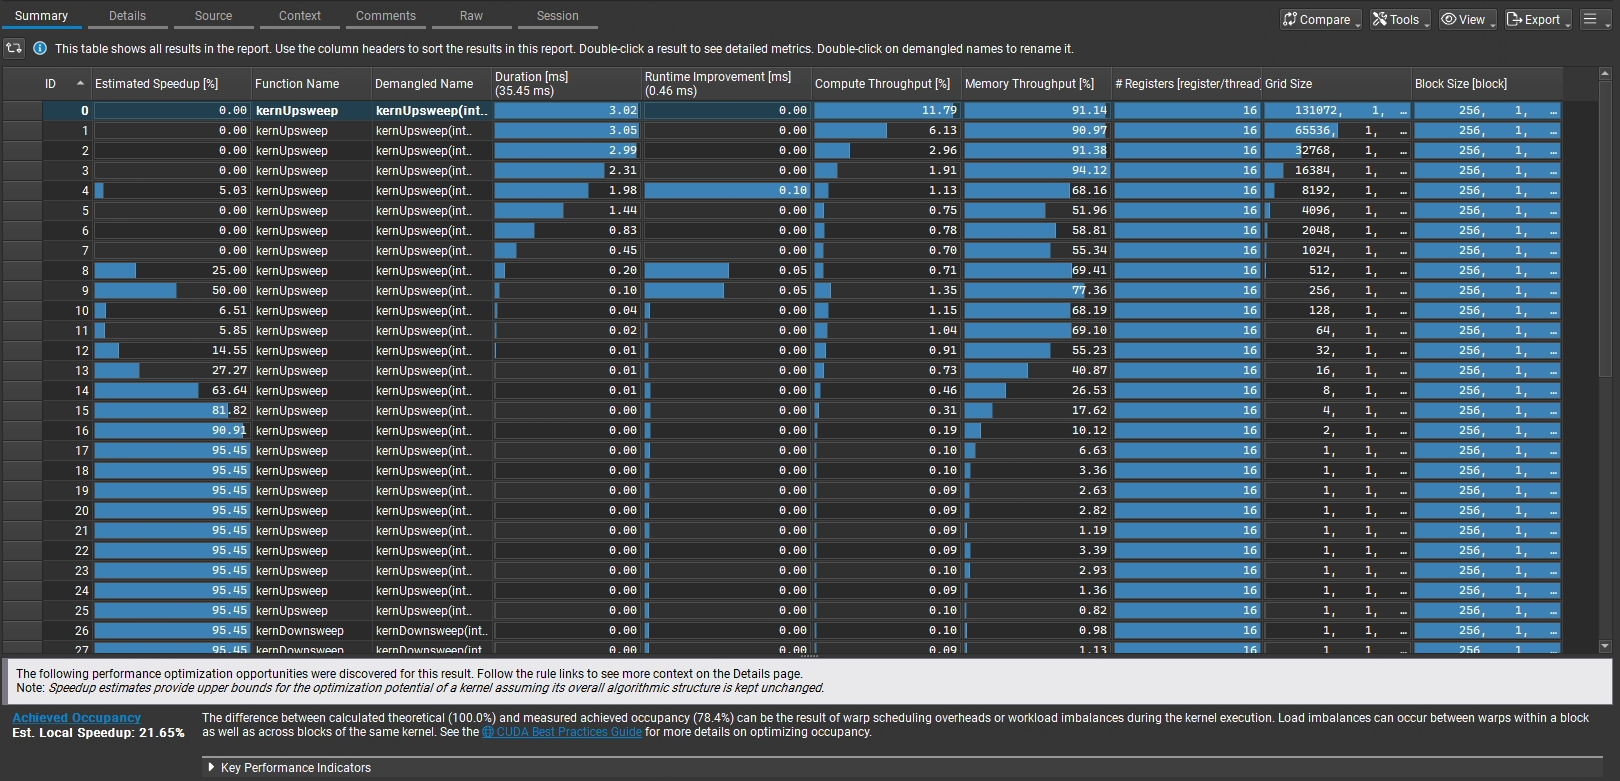 Summary Details Source Context Comments Raw Session Compare Tools View Export
This table shows all results in the report. Use the column headers to sort the results in this report. Double-click a result to see detailed metrics. Double-click on demangled names to rename it.
ID Estimated Speedup [%] Function Name Demangled Name Duration [ms] (35.45 ms) Runtime Improvement [ms] (0.46 ms) Compute Throughput [%] Memory Throughput [%] # Registers [register/thread] Grid Size Block Size [block]
0 0.00 kernUpsweep kernUpsweep(int.. 3.02 0.00 11.79 91.14 16 131072, 1, … 256, 1, …
1 0.00 kernUpsweep kernUpsweep(int.. 3.05 0.00 6.13 90.97 16 65536, 1, … 256, 1, …
2 0.00 kernUpsweep kernUpsweep(int.. 2.99 0.00 2.96 91.38 16 32768, 1, … 256, 1, …
3 0.00 kernUpsweep kernUpsweep(int.. 2.31 0.00 1.91 94.12 16 16384, 1, … 256, 1, …
4 5.03 kernUpsweep kernUpsweep(int.. 1.98 0.10 1.13 68.16 16 8192, 1, … 256, 1, …
5 0.00 kernUpsweep kernUpsweep(int.. 1.44 0.00 0.75 51.96 16 4096, 1, … 256, 1, …
6 0.00 kernUpsweep kernUpsweep(int.. 0.83 0.00 0.78 58.81 16 2048, 1, … 256, 1, …
7 0.00 kernUpsweep kernUpsweep(int.. 0.45 0.00 0.70 55.34 16 1024, 1, … 256, 1, …
8 25.00 kernUpsweep kernUpsweep(int.. 0.20 0.05 0.71 69.41 16 512, 1, … 256, 1, …
9 50.00 kernUpsweep kernUpsweep(int.. 0.10 0.05 1.35 77.36 16 256, 1, … 256, 1, …
10 6.51 kernUpsweep kernUpsweep(int.. 0.04 0.00 1.15 68.19 16 128, 1, … 256, 1, …
11 5.85 kernUpsweep kernUpsweep(int.. 0.02 0.00 1.04 69.10 16 64, 1, … 256, 1, …
12 14.55 kernUpsweep kernUpsweep(int.. 0.01 0.00 0.91 55.23 16 32, 1, … 256, 1, …
13 27.27 kernUpsweep kernUpsweep(int.. 0.01 0.00 0.73 40.87 16 16, 1, … 256, 1, …
14 63.64 kernUpsweep kernUpsweep(int.. 0.01 0.00 0.46 26.53 16 8, 1, … 256, 1, …
15 81.82 kernUpsweep kernUpsweep(int.. 0.00 0.00 0.31 17.62 16 4, 1, … 256, 1, …
16 90.91 kernUpsweep kernUpsweep(int.. 0.00 0.00 0.19 10.12 16 2, 1, … 256, 1, …
17 95.45 kernUpsweep kernUpsweep(int.. 0.00 0.00 0.10 6.63 16 1, 1, … 256, 1, …
18 95.45 kernUpsweep kernUpsweep(int.. 0.00 0.00 0.10 3.36 16 1, 1, … 256, 1, …
19 95.45 kernUpsweep kernUpsweep(int.. 0.00 0.00 0.09 2.63 16 1, 1, … 256, 1, …
20 95.45 kernUpsweep kernUpsweep(int.. 0.00 0.00 0.09 2.82 16 1, 1, … 256, 1, …
21 95.45 kernUpsweep kernUpsweep(int.. 0.00 0.00 0.09 1.19 16 1, 1, … 256, 1, …
22 95.45 kernUpsweep kernUpsweep(int.. 0.00 0.00 0.09 3.39 16 1, 1, … 256, 1, …
23 95.45 kernUpsweep kernUpsweep(int.. 0.00 0.00 0.10 2.93 16 1, 1, … 256, 1, …
24 95.45 kernUpsweep kernUpsweep(int.. 0.00 0.00 0.09 1.36 16 1, 1, … 256, 1, …
25 95.45 kernUpsweep kernUpsweep(int.. 0.00 0.00 0.10 0.82 16 1, 1, … 256, 1, …
26 95.45 kernDownsweep kernDownsweep(int.. 0.00 0.00 0.10 0.98 16 1, 1, … 256, 1, …
27 95.45 kernDownsweep kernDownsweep(int 0.00 0.00 0.09 1.13 16 1 1 … 256 1 …
The following performance optimization opportunities were discovered for this result. Follow the rule links to see more context on the Details page.
Note: Speedup estimates provide upper bounds for the optimization potential of a kernel assuming its overall algorithmic structure is kept unchanged.
Achieved Occupancy The difference between calculated theoretical (100.0%) and measured achieved occupancy (78.4%) can be the result of warp scheduling overheads or workload imbalances during the kernel execution. Load imbalances can occur between warps within a block
Est. Local Speedup: 21.65% as well as across blocks of the same kernel. See the CUDA Best Practices Guide for more details on optimizing occupancy.
Key Performance Indicators